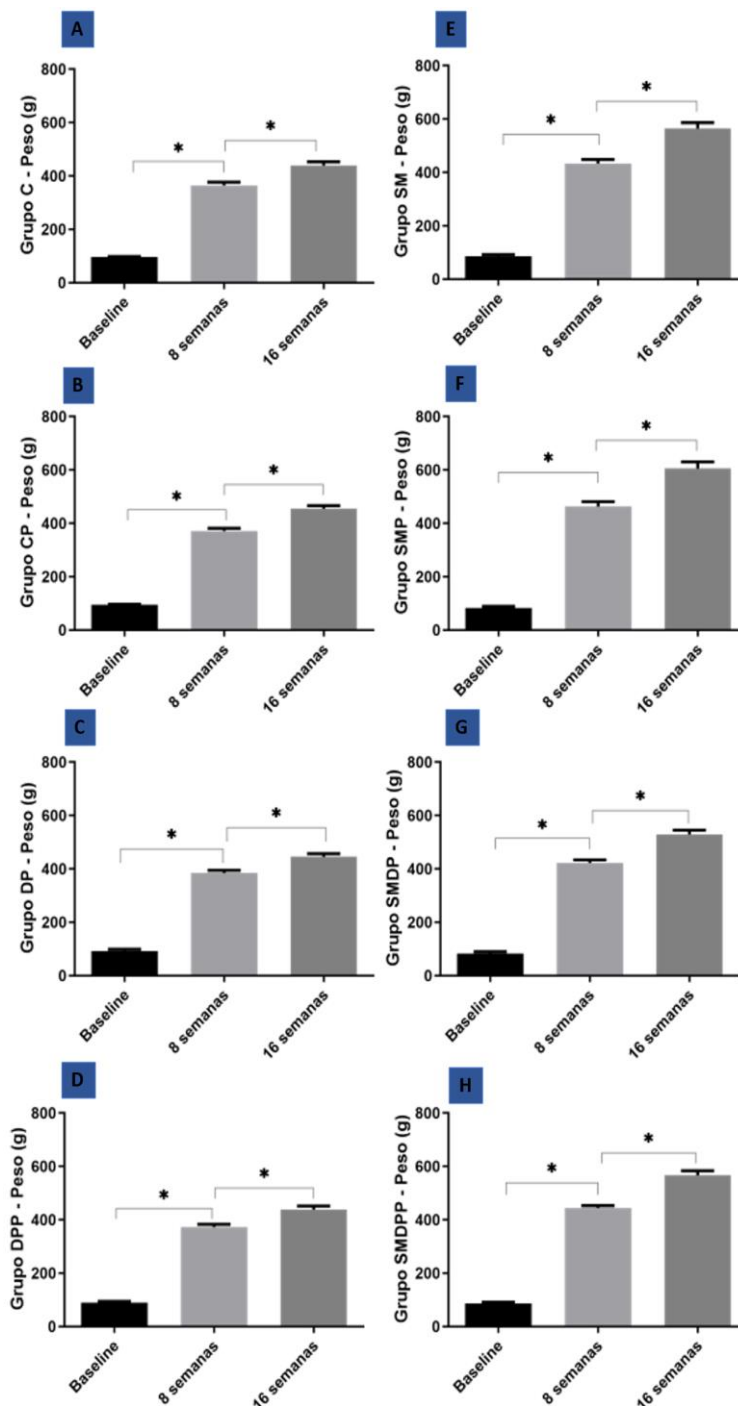 A
Grupo C - Peso (g)
800
600
400
200
0
*
*
Baseline
8 semanas
16 semanas
B
Grupo CP - Peso (g)
800
600
400
200
0
*
*
Baseline
8 semanas
16 semanas
C
Grupo DP - Peso (g)
800
600
400
200
0
*
*
Baseline
8 semanas
16 semanas
D
Grupo DPP - Peso (g)
800
600
400
200
0
*
*
Baseline
8 semanas
16 semanas
E
Grupo SM - Peso (g)
800
600
400
200
0
*
*
Baseline
8 semanas
16 semanas
F
Grupo SMP - Peso (g)
800
600
400
200
0
*
*
Baseline
8 semanas
16 semanas
G
Grupo SMDP - Peso (g)
800
600
400
200
0
*
*
Baseline
8 semanas
16 semanas
H
Grupo SMDPP - Peso (g)
800
600
400
200
0
*
*
Baseline
8 semanas
16 semanas